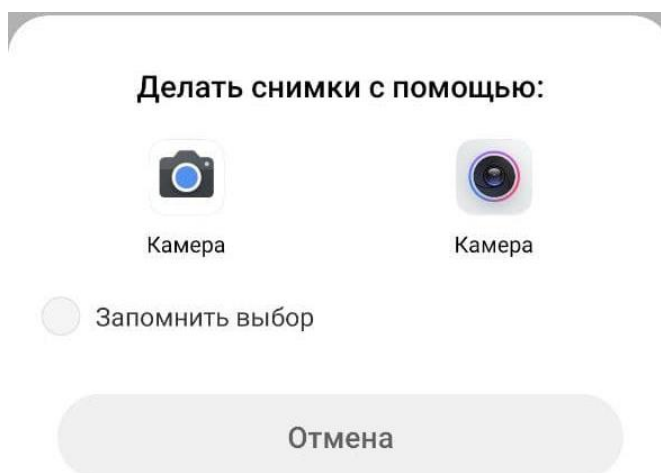 Делать снимки с помощью:
Камера Камера
Запомнить выбор
Отмена